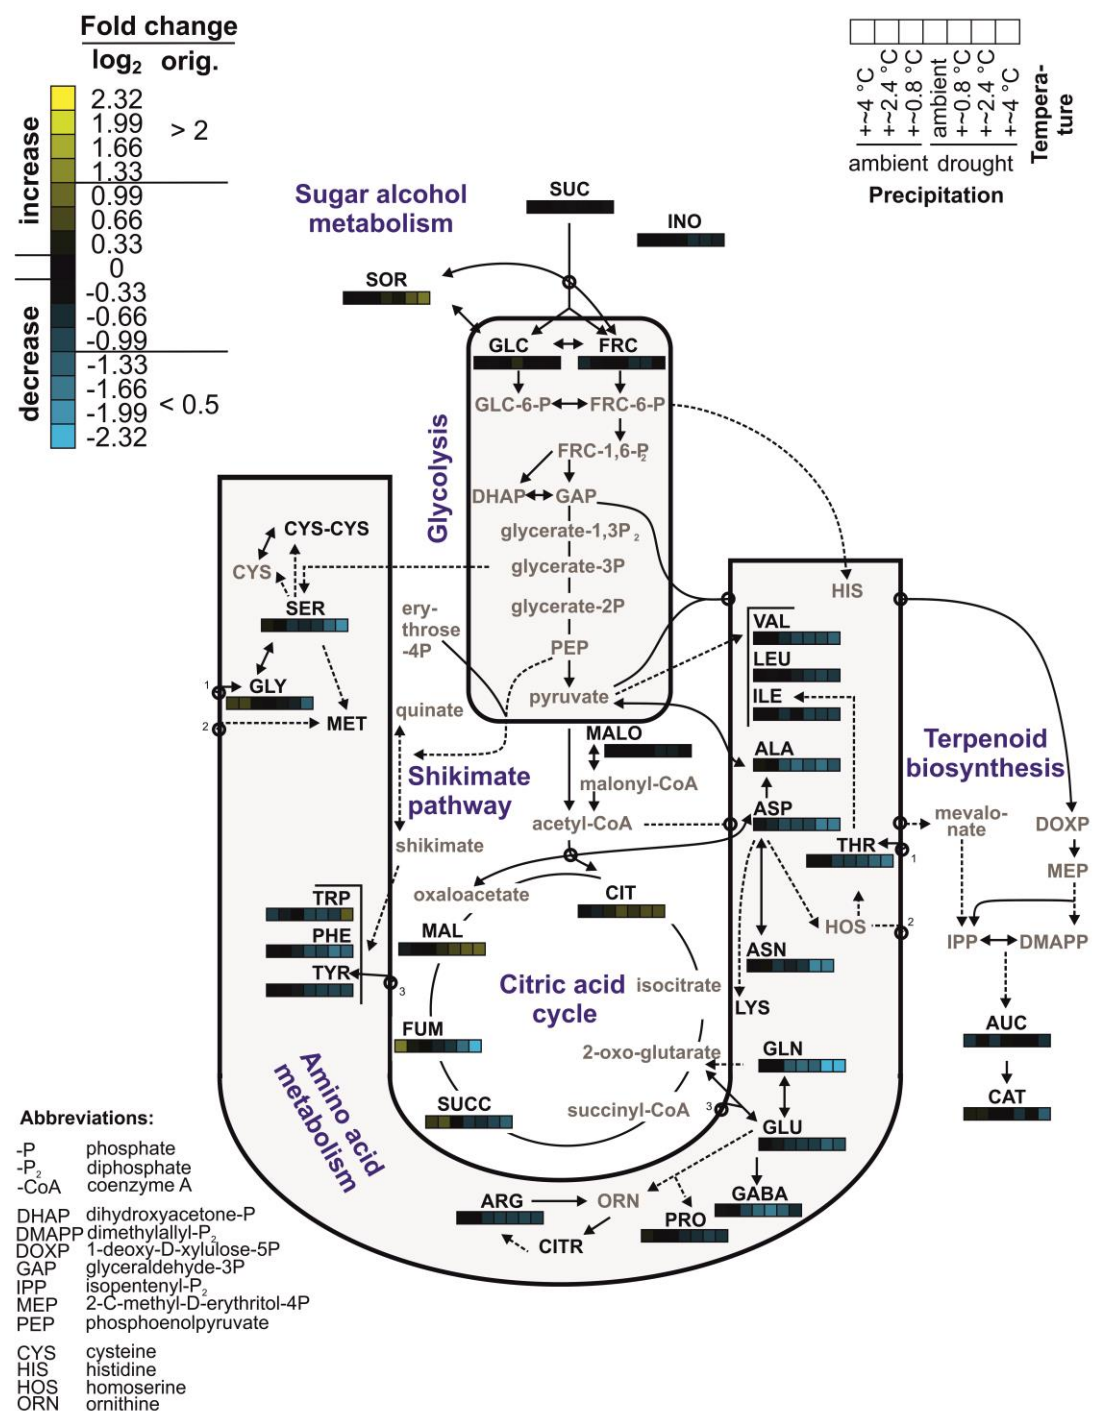 Fold change
log2 orig.
increase
decrease
2.32
1.99
1.66
1.33
0.99
0.66
0.33
0
-0.33
-0.66
-0.99
-1.33
-1.66
-1.99
-2.32
> 2
< 0.5
+~4 °C
+~2.4 °C
+~0.8 °C
ambient
+~0.8 °C
+~2.4 °C
+~4 °C
Tempera-
ture
ambient drought
Precipitation
Sugar alcohol
metabolism
SUC
INO
SOR
GLC
FRC
GLC-6-P
FRC-6-P
FRC-1,6-P2
DHAP
GAP
glycerate-1,3P2
glycerate-3P
glycerate-2P
PEP
pyruvate
Glycolysis
CYS-CYS
CYS
SER
GLY
MET
1
2
ery-
throse
-4P
quinate
Shikimate
pathway
shikimate
MALO
malonyl-CoA
acetyl-CoA
HIS
VAL
LEU
ILE
ALA
ASP
THR
1
HOS
2
ASN
LYS
Terpenoid
biosynthesis
mevalo-
nate
DOXP
MEP
IPP
DMAPP
AUC
CAT
TRP
PHE
TYR
3
oxaloacetate
CIT
MAL
Citric acid
cycle
isocitrate
FUM
2-oxo-glutarate
SUCC
succinyl-CoA
3
GLN
GLU
GABA
Amino acid
metabolism
ARG
ORN
CITR
PRO
Abbreviations:
-P phosphate
-P2 diphosphate
-CoA coenzyme A
DHAP dihydroxyacetone-P
DMAPP dimethylallyl-P2
DOXP 1-deoxy-D-xylulose-5P
GAP glyceraldehyde-3P
IPP isopentenyl-P2
MEP 2-C-methyl-D-erythritol-4P
PEP phosphoenolpyruvate
CYS cysteine
HIS histidine
HOS homoserine
ORN ornithine